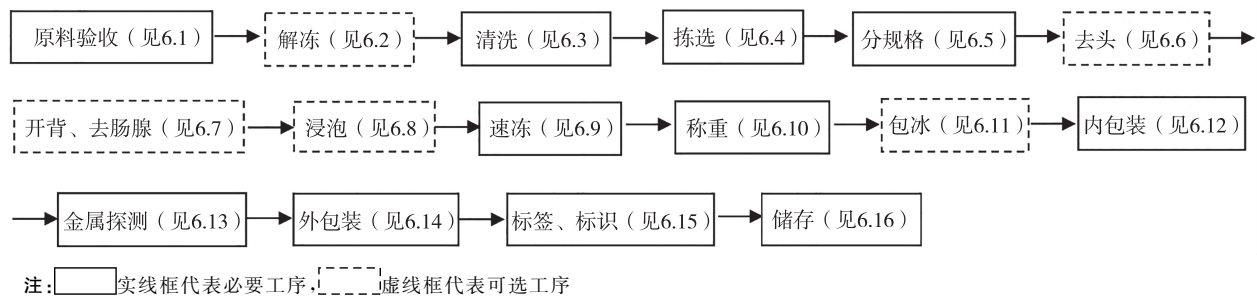 原料验收（见6.1） 解冻（见6.2） 清洗（见6.3） 拣选（见6.4） 分规格（见6.5） 去头（见6.6）
开背、去肠腺（见6.7） 浸泡（见6.8） 速冻（见6.9） 称重（见6.10） 包冰（见6.11） 内包装（见6.12）
金属探测（见6.13） 外包装（见6.14） 标签、标识（见6.15） 储存（见6.16）
注：实线框代表必要工序，虚线框代表可选工序